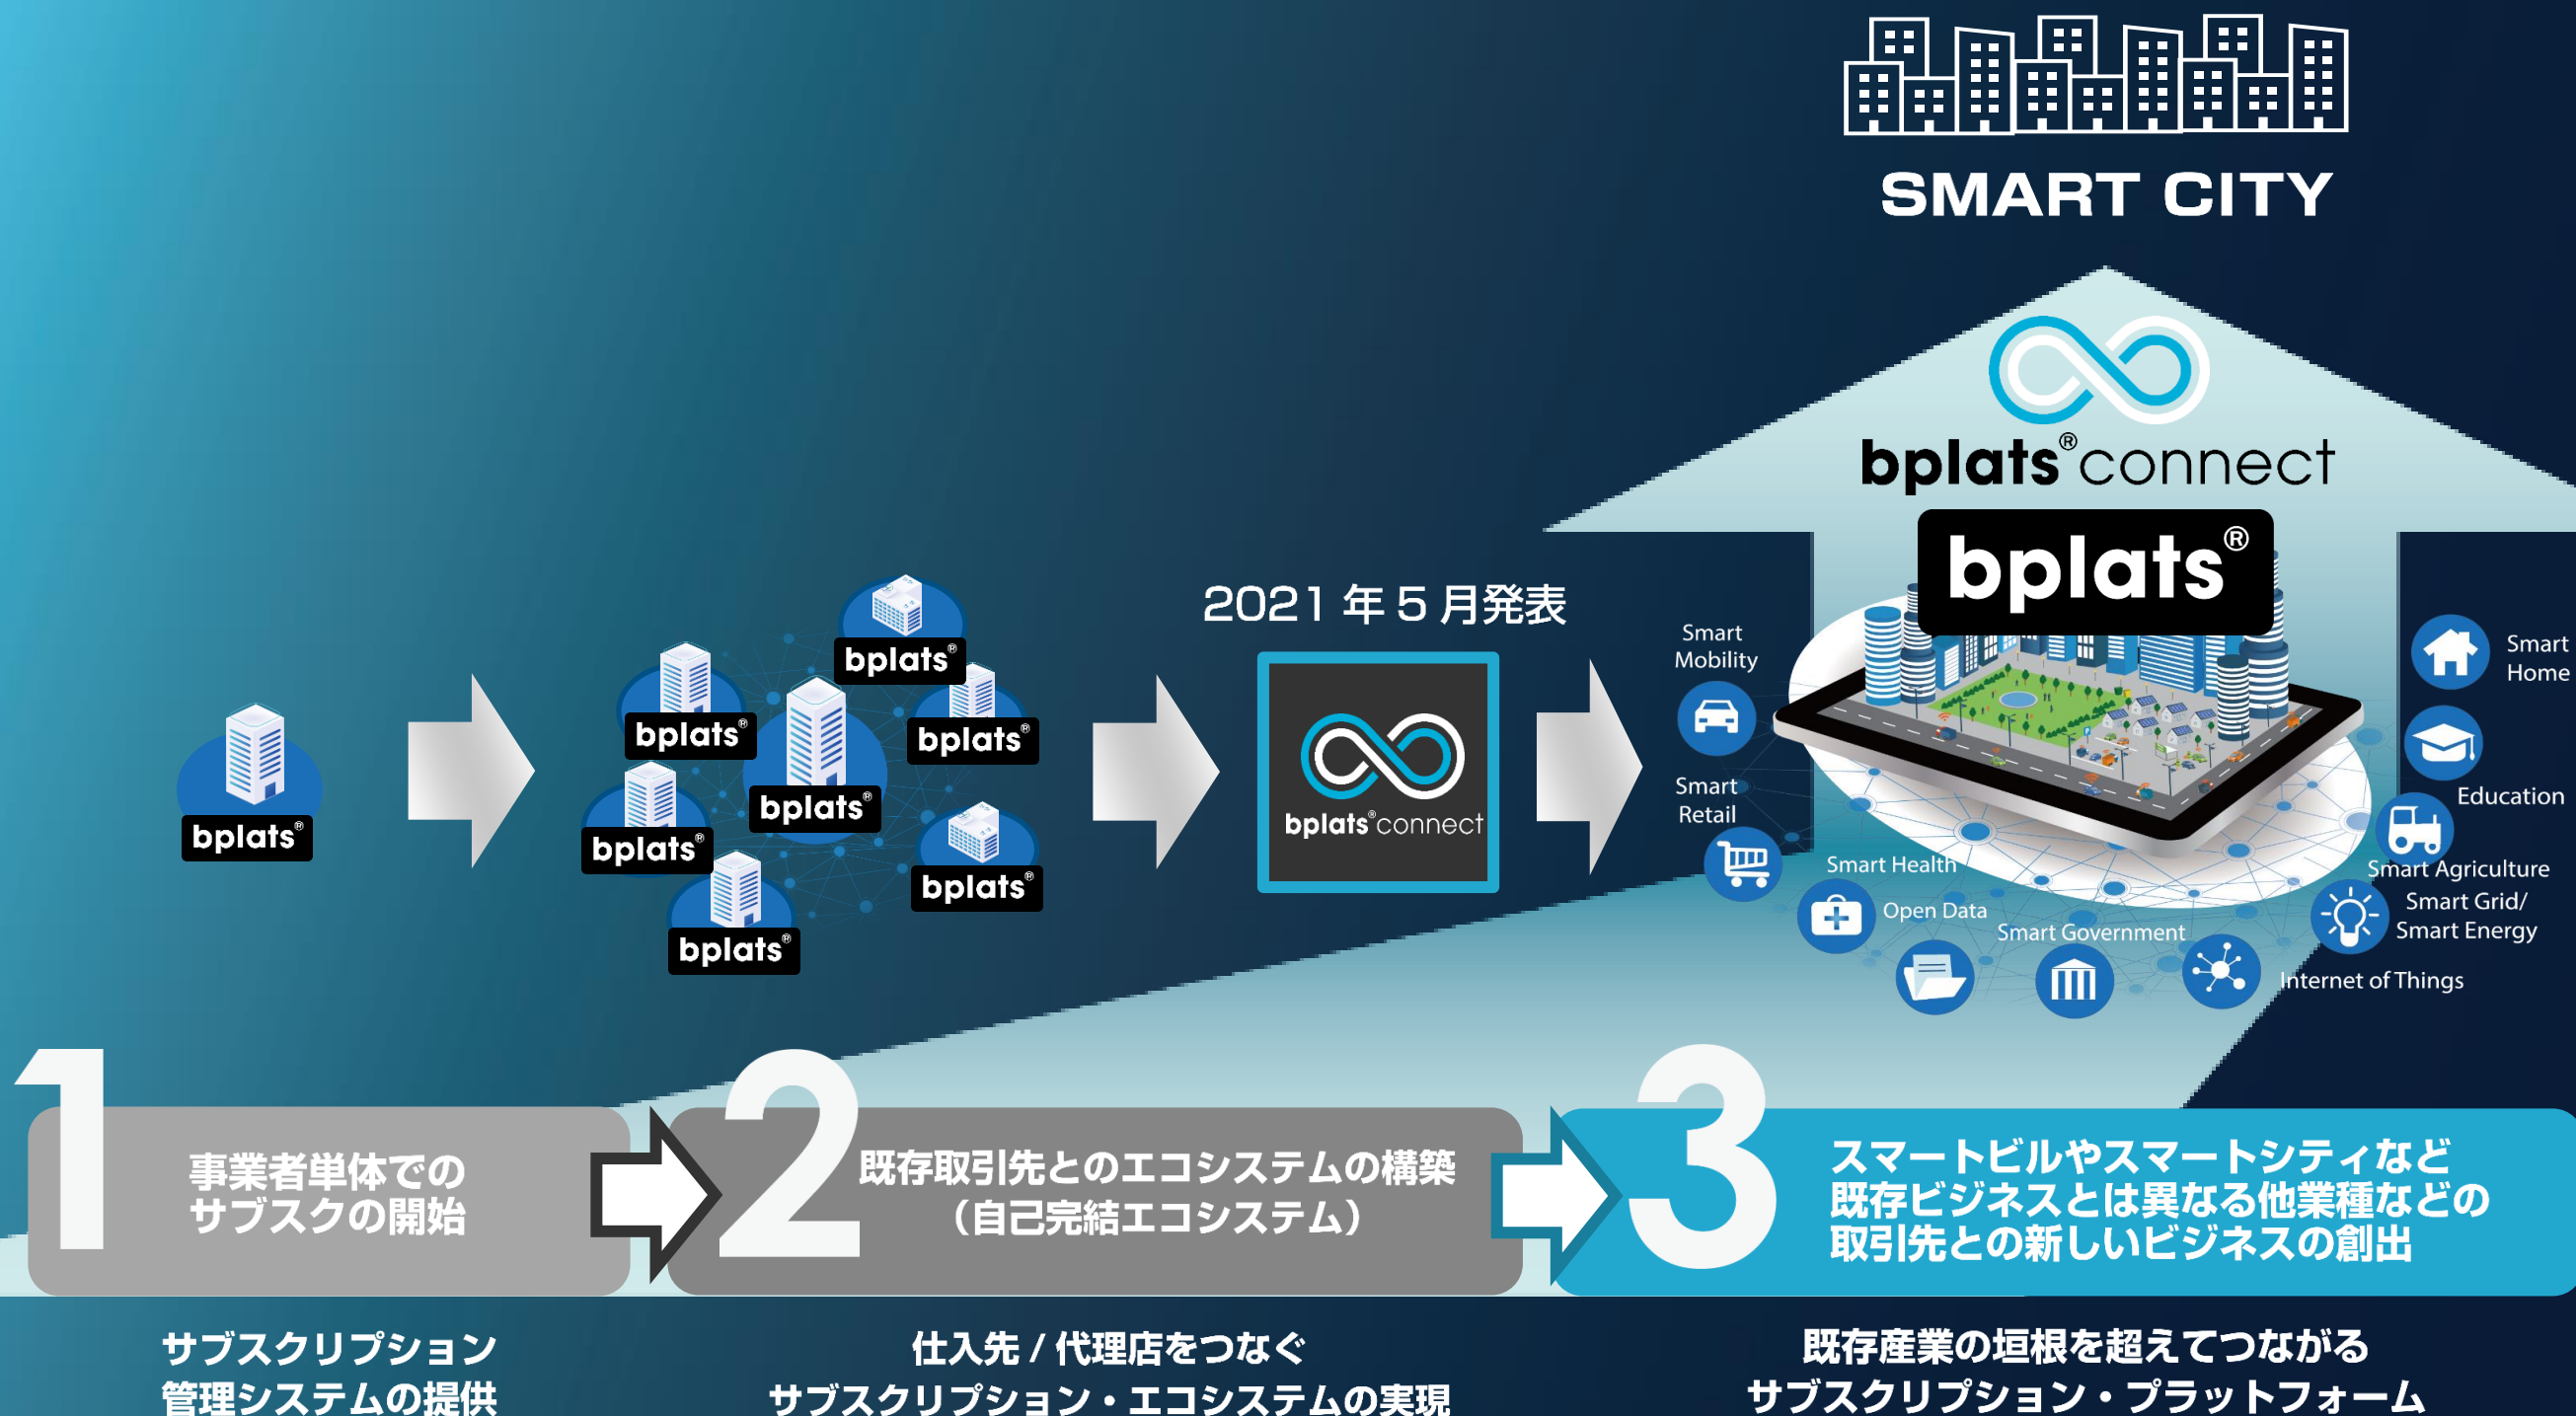 SMART CITY
bplats®connect
bplats®
2021 年 5 月発表
bplats®
bplats®
bplats®
bplats®
bplats®
bplats®
bplats®
bplats®
bplats®connect
Smart
Mobility
Smart
Retail
Smart Health
Open Data
Smart Government
Internet of Things
Smart Grid/
Smart Energy
Smart Agriculture
Education
Smart
Home
1
事業者単体での
サブスクの開始
2
既存取引先とのエコシステムの構築
（自己完結エコシステム）
3
スマートビルやスマートシティなど
既存ビジネスとは異なる他業種などの
取引先との新しいビジネスの創出
サブスクリプション
管理システムの提供
仕入先 / 代理店をつなぐ
サブスクリプション・エコシステムの実現
既存産業の垣根を超えてつながる
サブスクリプション・プラットフォーム